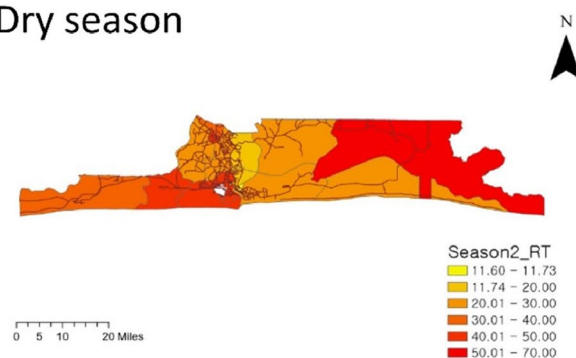 Dry season
N
Season2_RT
11.60 - 11.73
11.74 - 20.00
20.01 - 30.00
30.01 - 40.00
40.01 - 50.00
50.01 - 70.00
0 5 10 20 Miles